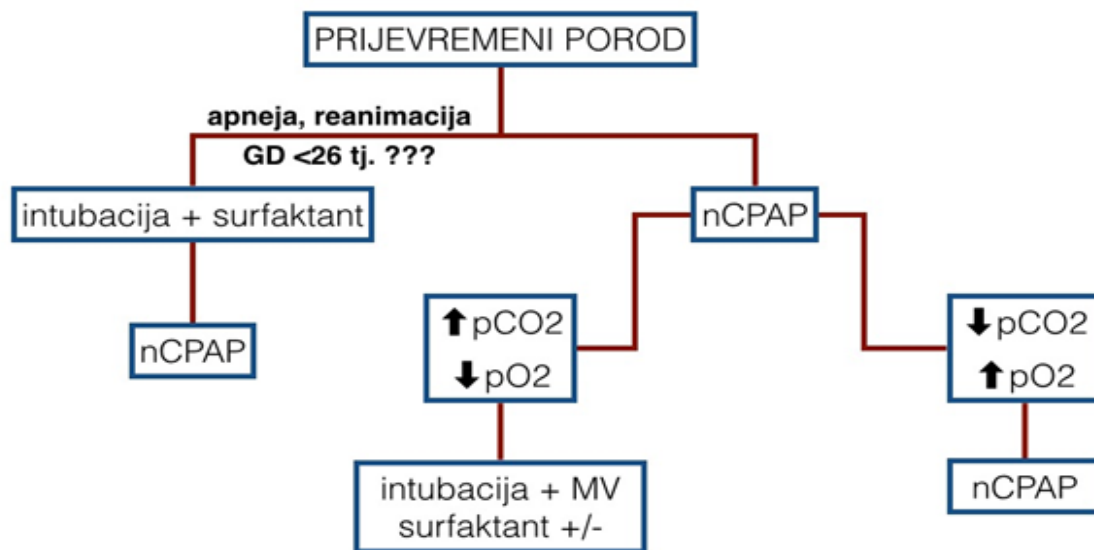 PRIJEVREMENI POROD
apneja, reanimacija
GD <26 tj. ???
intubacija + surfaktant
nCPAP
nCPAP
⬆ pCO2
⬇ pO2
intubacija + MV
surfaktant +/-
⬇ pCO2
⬆ pO2
nCPAP